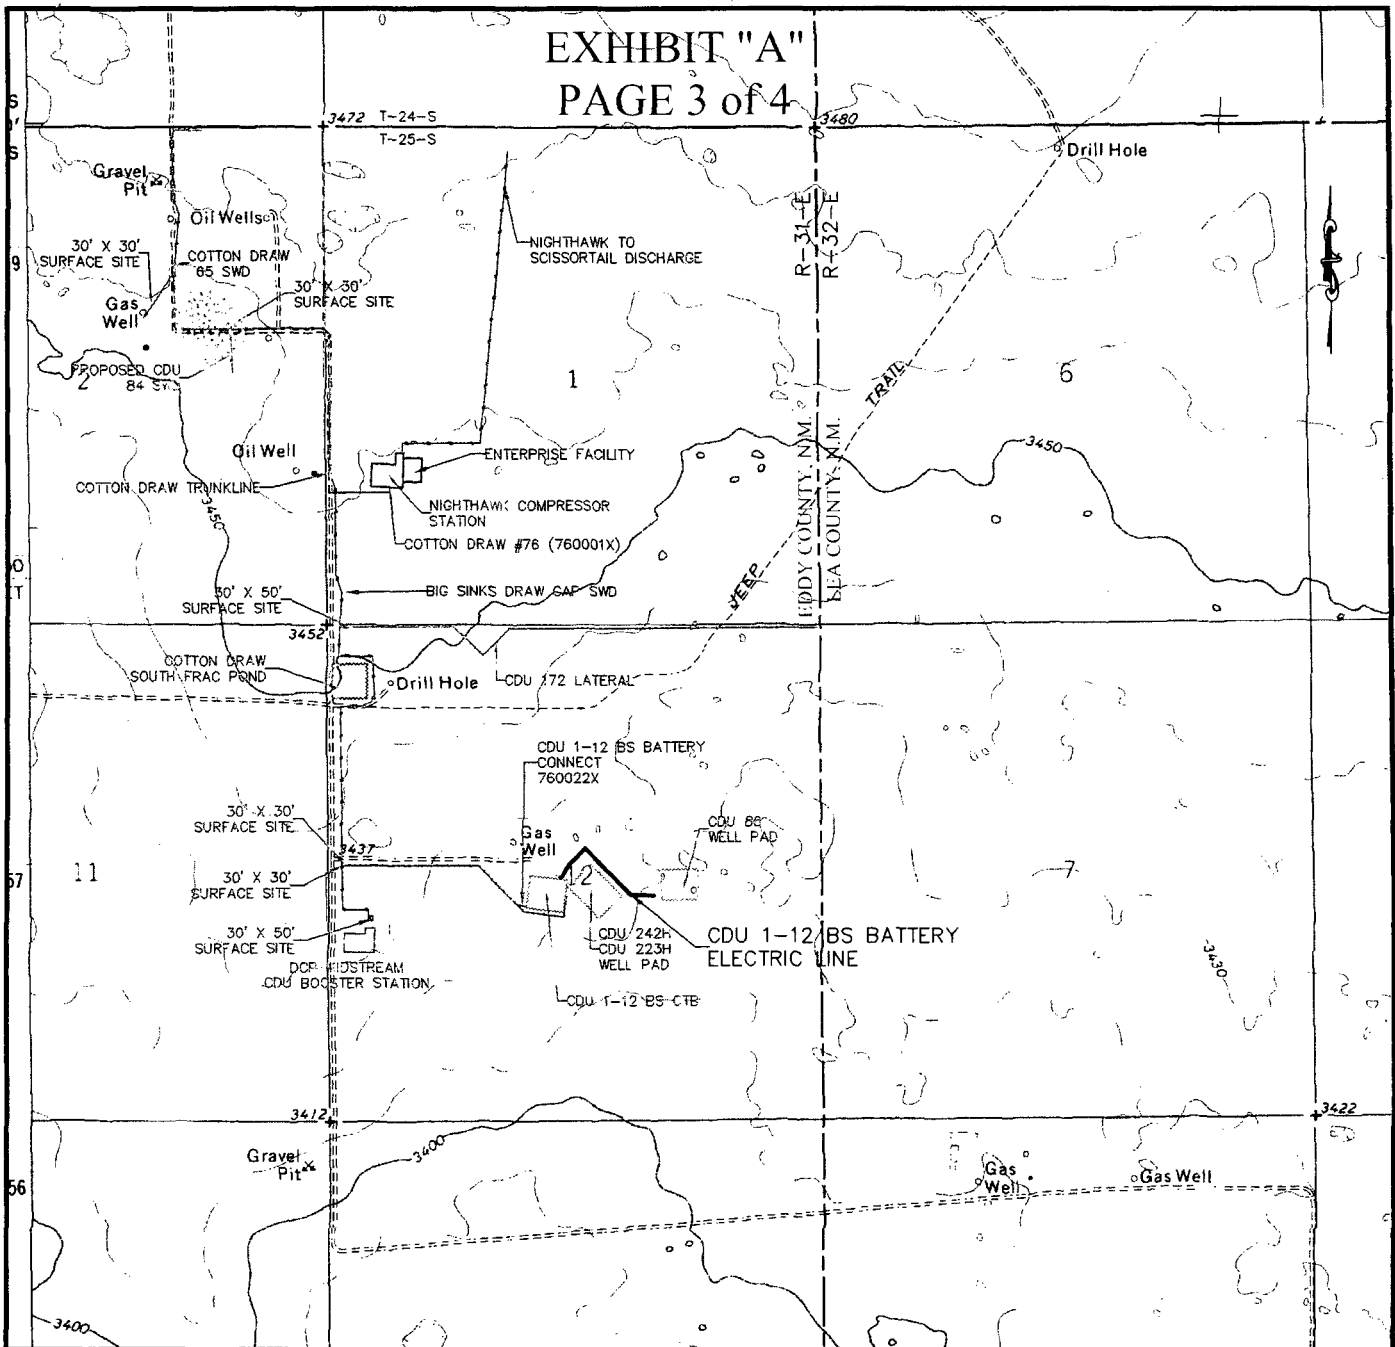 EXHIBIT "A"
PAGE 3 of 4
S
S
3472 T-24-S
T-25-S
3480
Drill Hole
Gravel
Pit
Oil Wells
R-31-E
R-32-E
30' X 30'
SURFACE SITE
COTTON DRAW
65 SWD
NIGHTHAWK TO
SCISSORTAIL DISCHARGE
9
30' X 30'
SURFACE SITE
Gas
Well
PROPOSED CDU
84
2
1
6
TRAIL
Oil Well
ENTERPRISE FACILITY
3450
COTTON DRAW TRUNKLINE
3450
NIGHTHAWK COMPRESSOR
STATION
COTTON DRAW #76 (760001X)
EDDY COUNTY, N.M.
LEA COUNTY, N.M.
JEEP
30' X 50'
SURFACE SITE
BIG SINKS DRAW GAP SWD
3452
COTTON DRAW
SOUTH FRAC POND
Drill Hole
CDU 172 LATERAL
CDU 1-12 BS BATTERY
CONNECT
760022X
30' X 30'
SURFACE SITE
Gas
Well
CDU 86
WELL PAD
3437
57
11
12
7
30' X 30'
SURFACE SITE
30' X 50'
SURFACE SITE
CDU 242H
CDU 223H
WELL PAD
CDU 1-12 BS BATTERY
ELECTRIC LINE
DCP MIDSTREAM
CDU BOOSTER STATION
CDU 1-12 BS CTB
3430
3412
3422
3400
Gravel
Pit
Gas
Well
Gas Well
56
3400